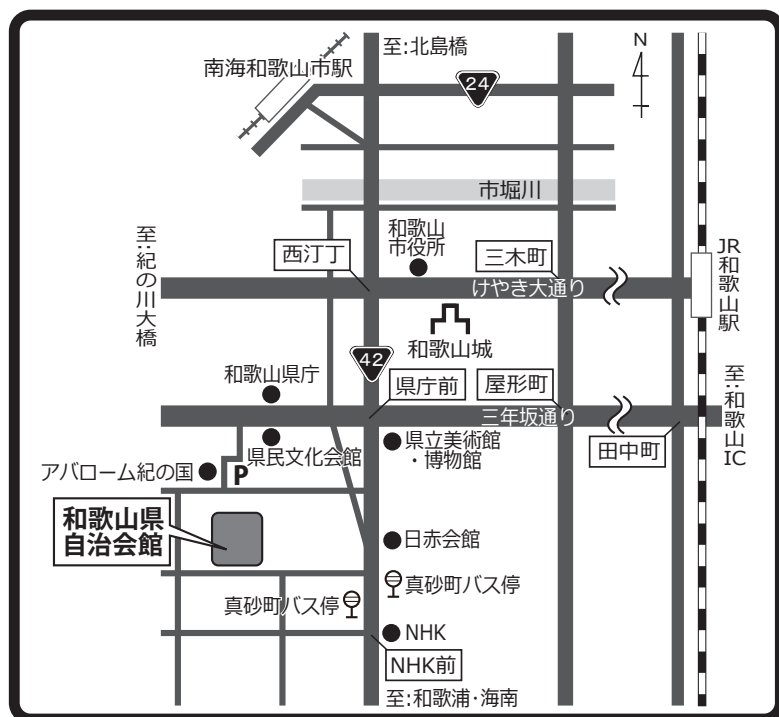 至:北島橋
N
南海和歌山市駅
24
市堀川
和歌山
市役所
西汀丁
三木町
けやき大通り
至:紀の川大橋
JR和歌山駅
和歌山城
42
和歌山県庁
県庁前
屋形町
三年坂通り
至:和歌山IC
県民文化会館
県立美術館
・博物館
田中町
アバローム紀の国
P
和歌山県
自治会館
日赤会館
真砂町バス停
真砂町バス停
NHK
NHK前
至:和歌浦・海南